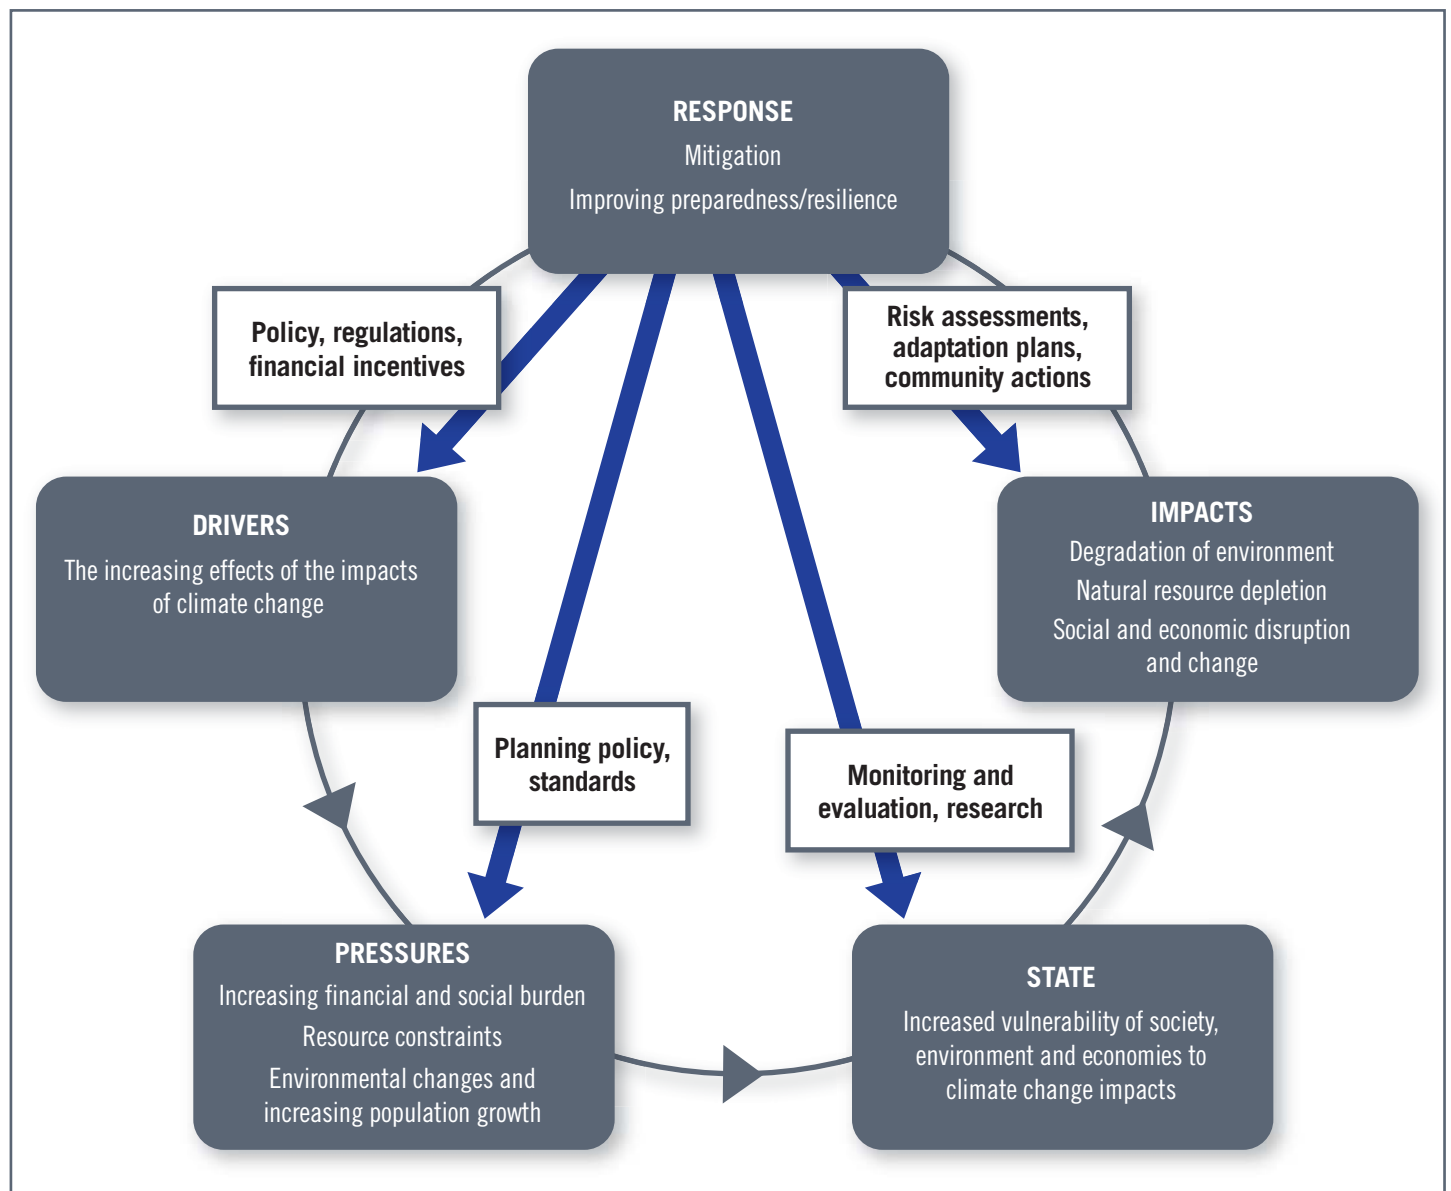 RESPONSE
Mitigation
Improving preparedness/resilience
Policy, regulations,
financial incentives
Risk assessments,
adaptation plans,
community actions
DRIVERS
The increasing effects of the impacts
of climate change
IMPACTS
Degradation of environment
Natural resource depletion
Social and economic disruption
and change
Planning policy,
standards
Monitoring and
evaluation, research
PRESSURES
Increasing financial and social burden
Resource constraints
Environmental changes and
increasing population growth
STATE
Increased vulnerability of society,
environment and economies to
climate change impacts